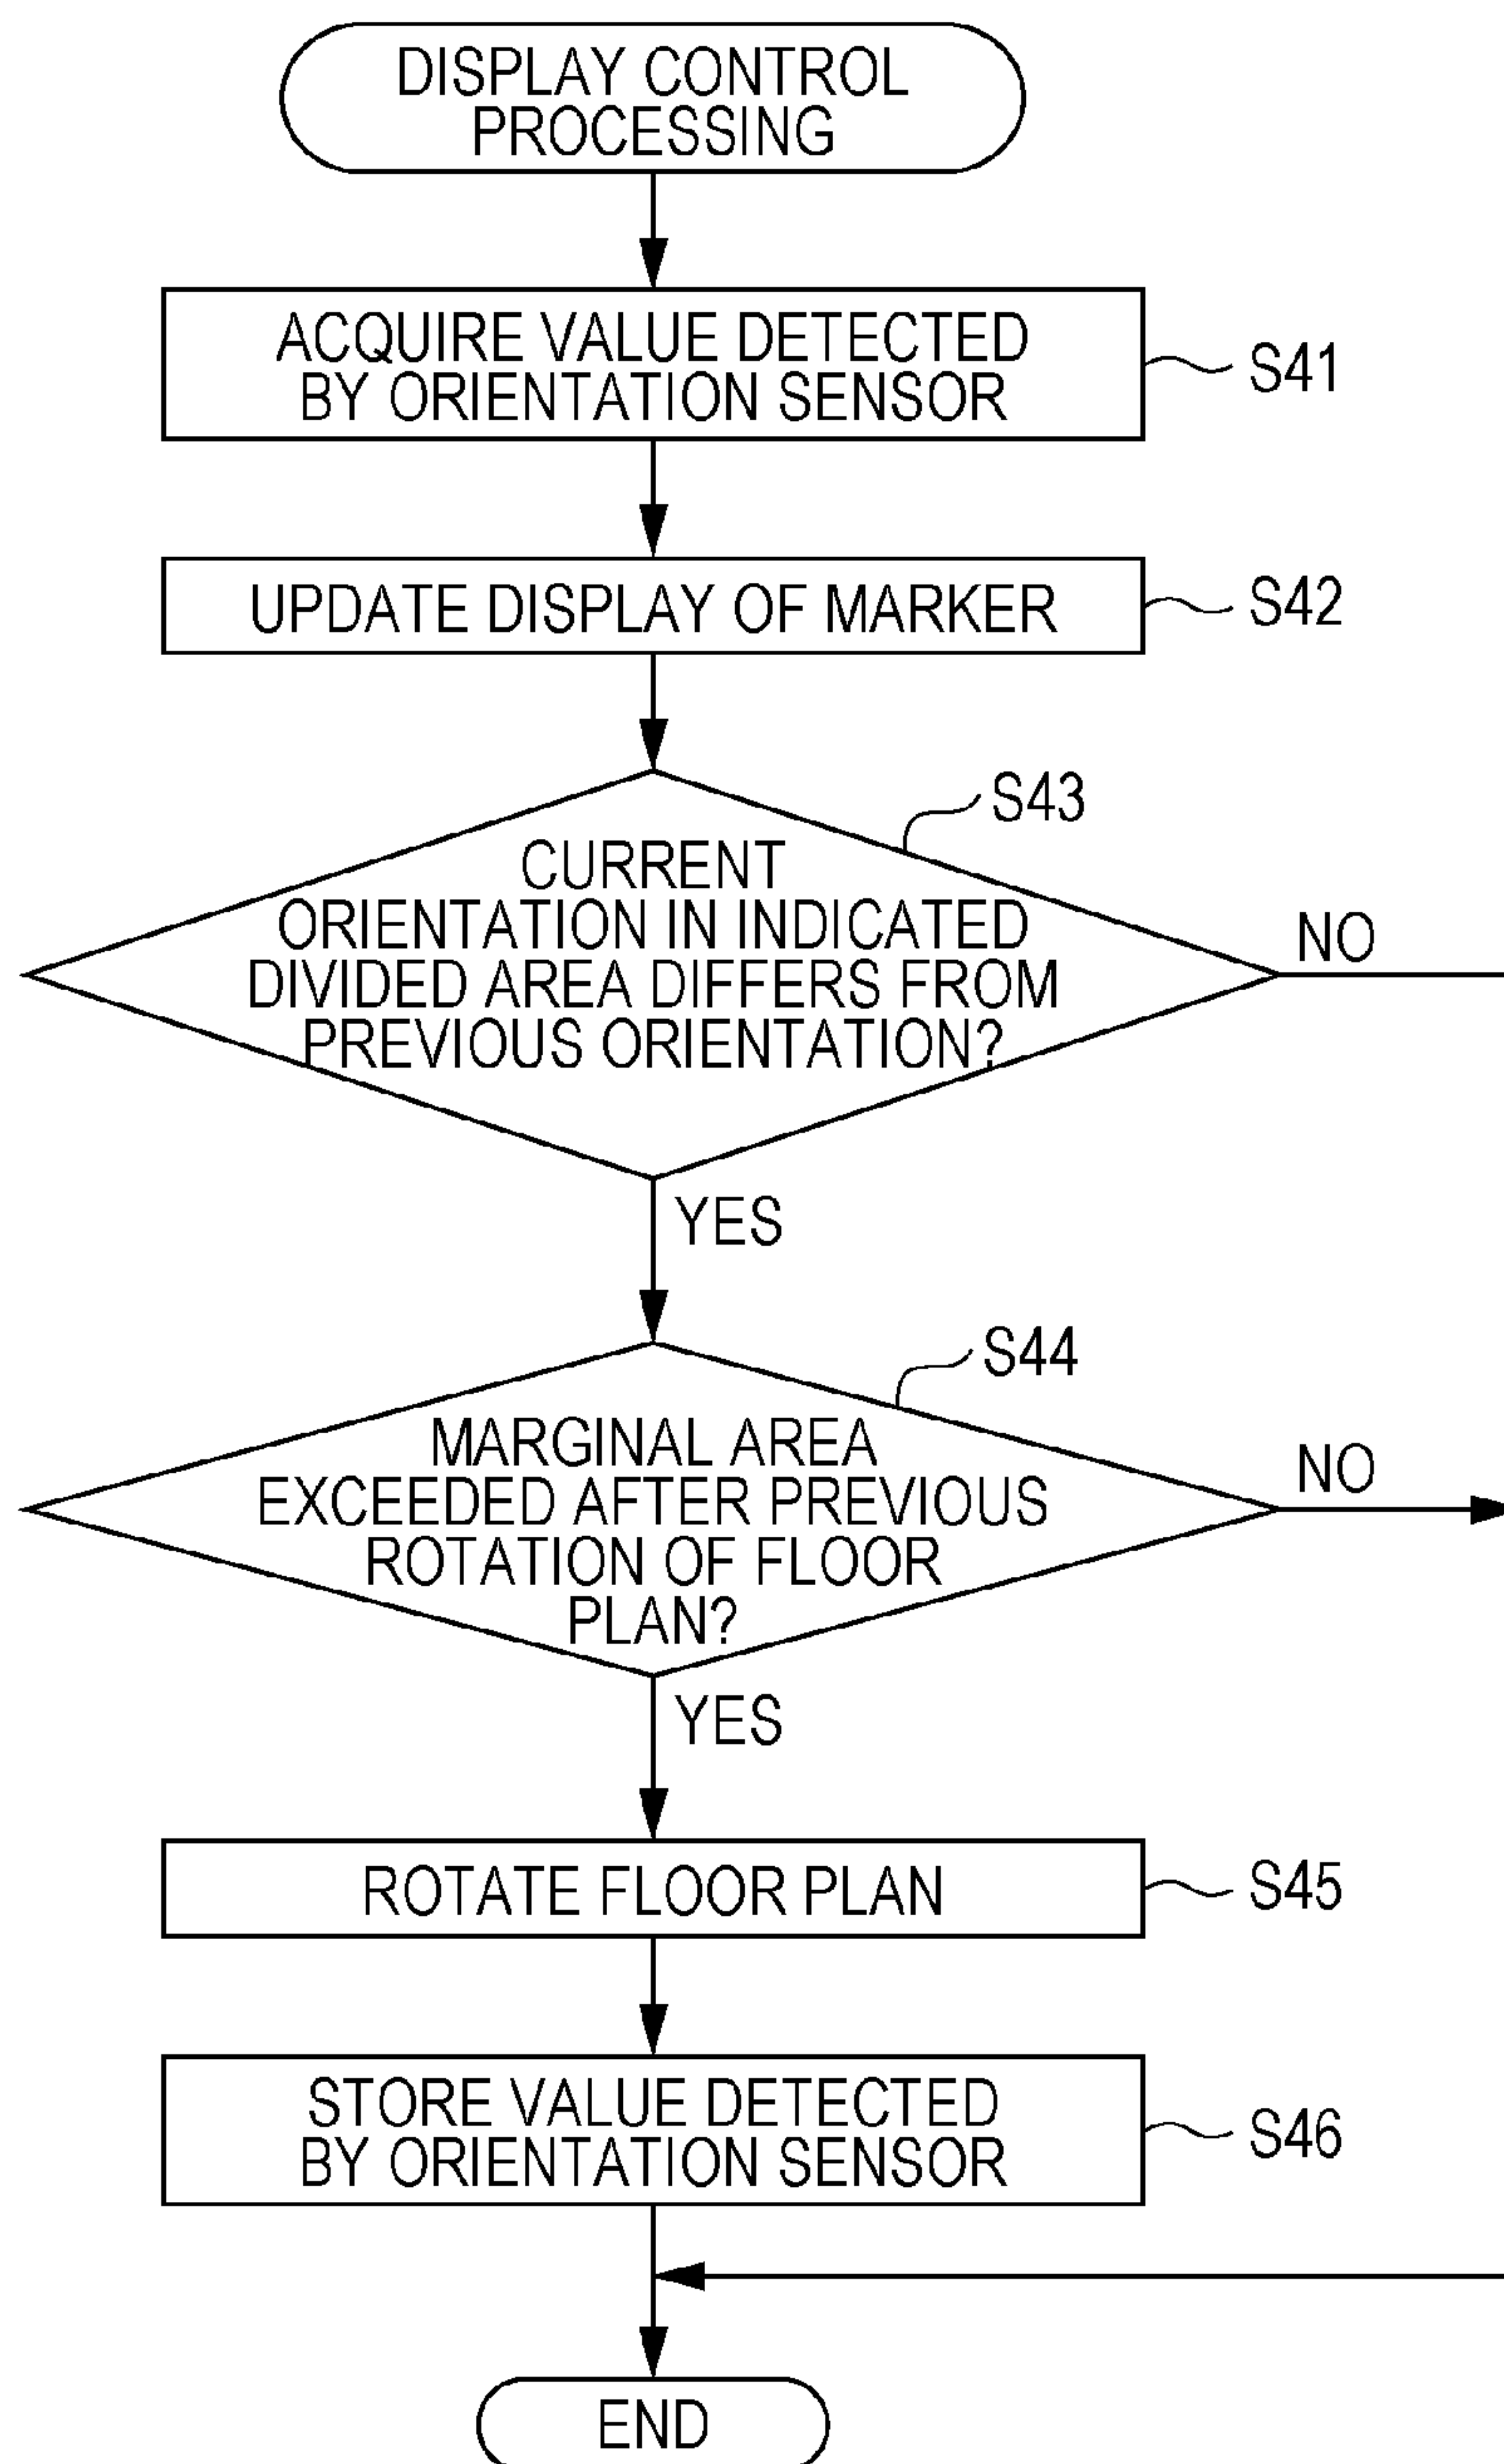 DISPLAY CONTROL
PROCESSING
ACQUIRE VALUE DETECTED
BY ORIENTATION SENSOR
S41
UPDATE DISPLAY OF MARKER
S42
S43
CURRENT
ORIENTATION IN INDICATED
DIVIDED AREA DIFFERS FROM
PREVIOUS ORIENTATION?
NO
YES
S44
MARGINAL AREA
EXCEEDED AFTER PREVIOUS
ROTATION OF FLOOR
PLAN?
NO
YES
ROTATE FLOOR PLAN
S45
STORE VALUE DETECTED
BY ORIENTATION SENSOR
S46
END